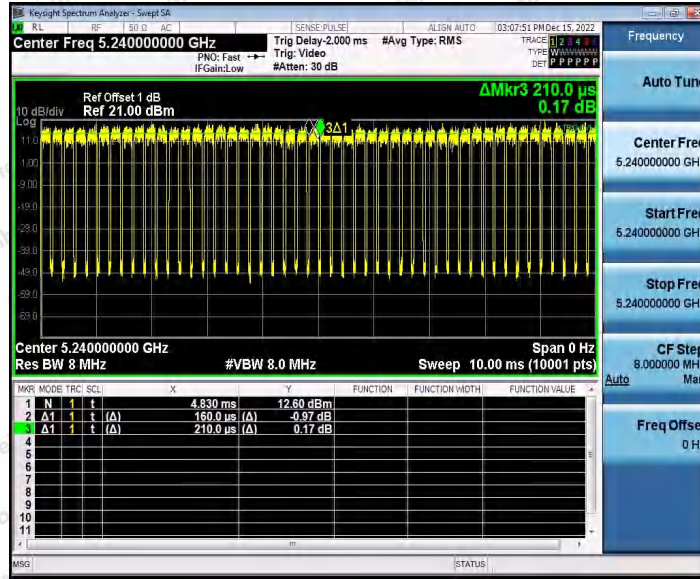 Keysight Spectrum Analyzer - Swept SA
RL RF 50 Ω AC SENSE:PULSE ALIGN AUTO 03:07:51 PM Dec 15, 2022
Center Freq 5.240000000 GHz
PNO: Fast
IFGain:Low
Trig Delay-2.000 ms
Trig: Video
#Atten: 30 dB
#Avg Type: RMS
TRACE 1 2 3 4 5 6
TYPE
DET P P P P P P
Frequency
Auto Tune
ΔMkr3 210.0 µs
0.17 dB
Ref Offset 1 dB
10 dB/div Ref 21.00 dBm
Log
11.0
1.00
-9.00
-19.0
-29.0
-39.0
-49.0
-59.0
-69.0
3Δ1
Center 5.240000000 GHz Span 0 Hz
Res BW 8 MHz #VBW 8.0 MHz Sweep 10.00 ms (10001 pts)
MKR MODE TRC SCL X Y FUNCTION FUNCTION WIDTH FUNCTION VALUE
1 N 1 t 4.830 ms 12.60 dBm
2 Δ1 1 t (Δ) 160.0 µs (Δ) -0.97 dB
3 Δ1 1 t (Δ) 210.0 µs (Δ) 0.17 dB
4
5
6
7
8
9
10
11
Center Freq
5.240000000 GH
Start Freq
5.240000000 GH
Stop Freq
5.240000000 GH
CF Step
8.000000 MH
Auto Ma
Freq Offse
0 H
MSG STATUS